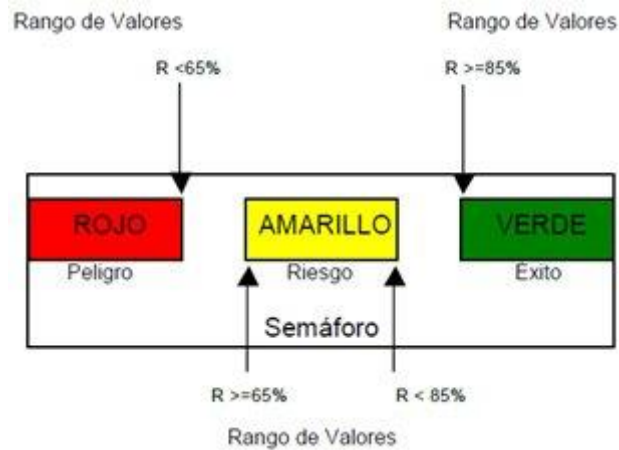 Rango de Valores
Rango de Valores
R <65%
R >=85%
ROJO
AMARILLO
VERDE
Peligro
Riesgo
Éxito
Semáforo
R >=65%
R < 85%
Rango de Valores